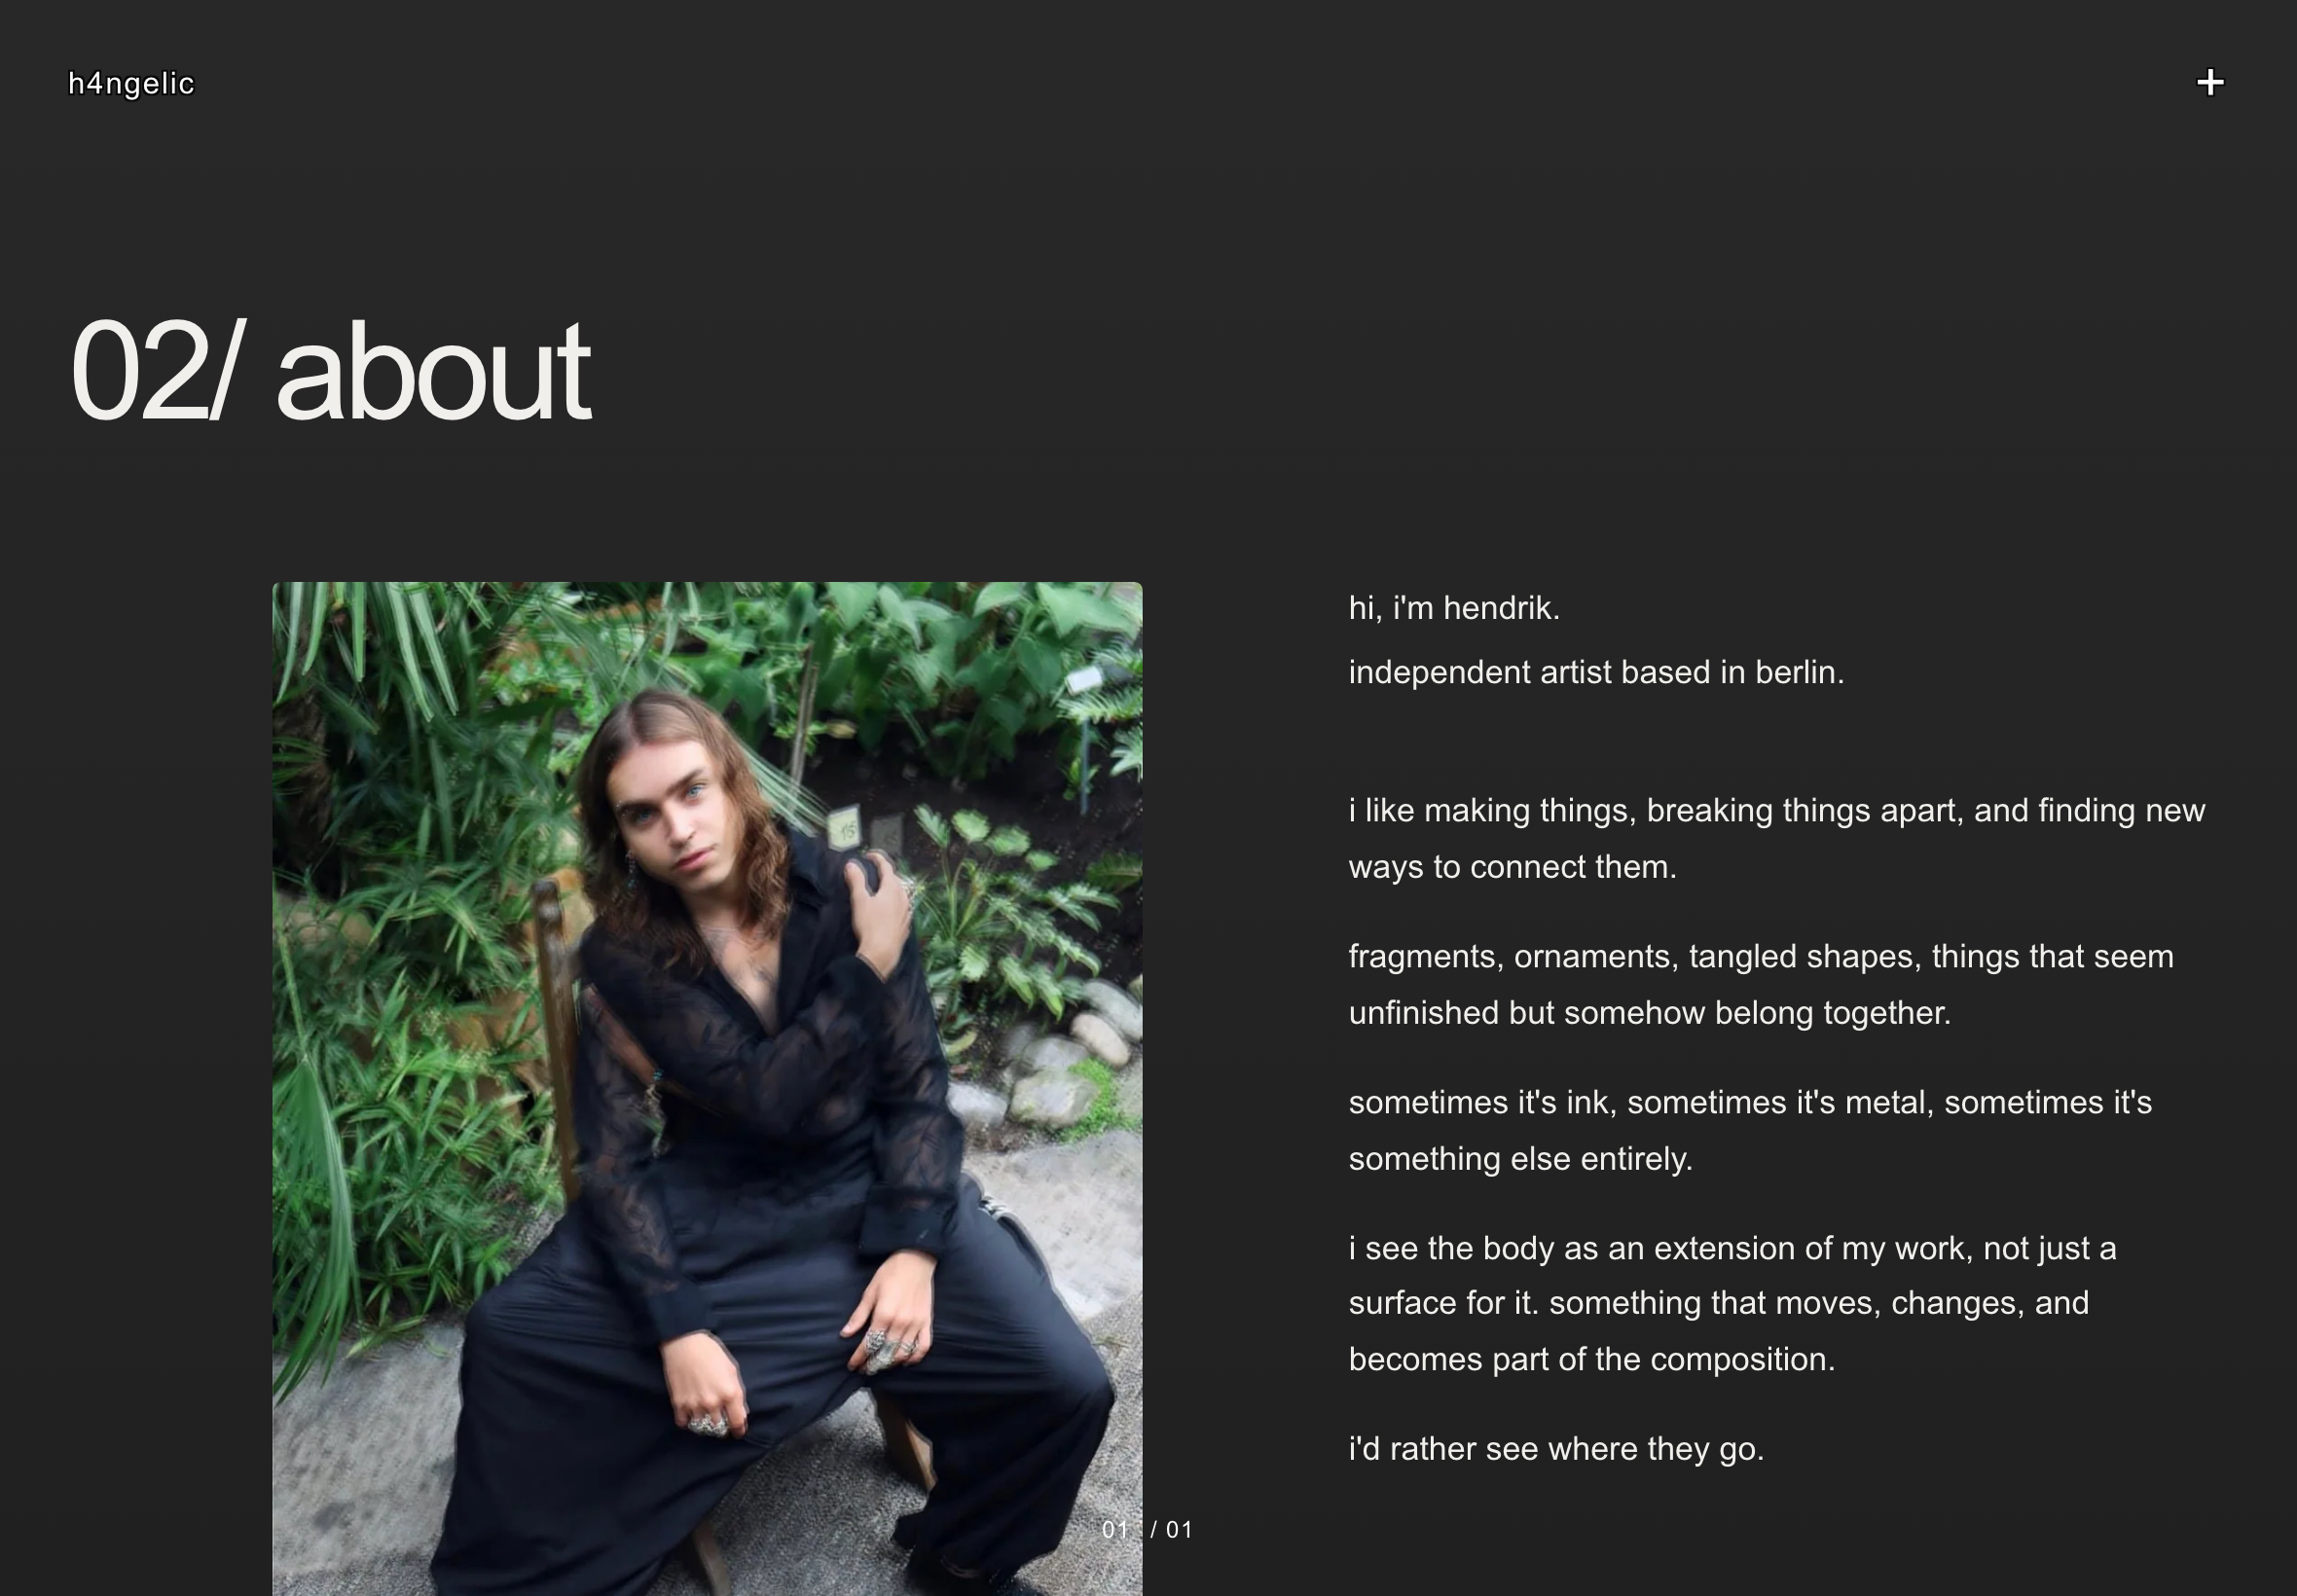 h4ngelic
+
02/ about
hi, i'm hendrik.
independent artist based in berlin.
i like making things, breaking things apart, and finding new
ways to connect them.
fragments, ornaments, tangled shapes, things that seem
unfinished but somehow belong together.
sometimes it's ink, sometimes it's metal, sometimes it's
something else entirely.
i see the body as an extension of my work, not just a
surface for it. something that moves, changes, and
becomes part of the composition.
i'd rather see where they go.
01 / 01